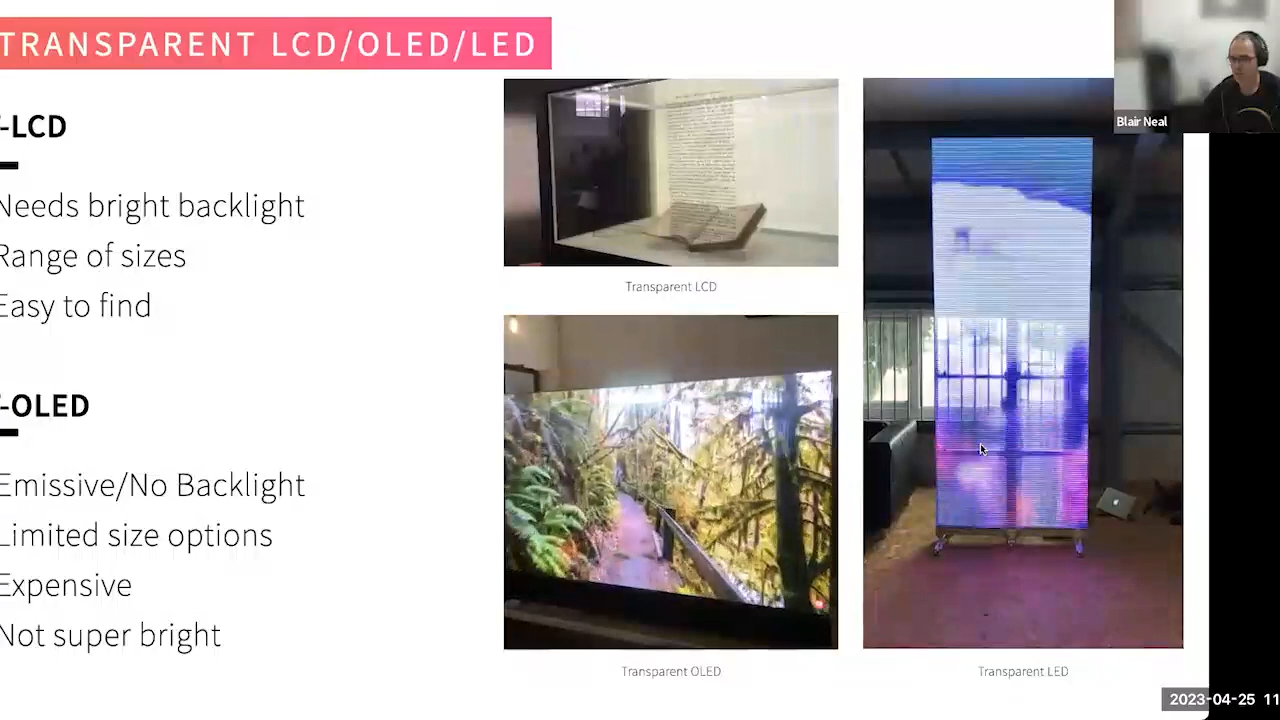 TRANSPARENT LCD/OLED/LED
-LCD
Needs bright backlight
Range of sizes
Easy to find
-OLED
Emissive/No Backlight
Limited size options
Expensive
Not super bright
Transparent LCD
Transparent OLED
Transparent LED
Blair Neal
2023-04-25 11